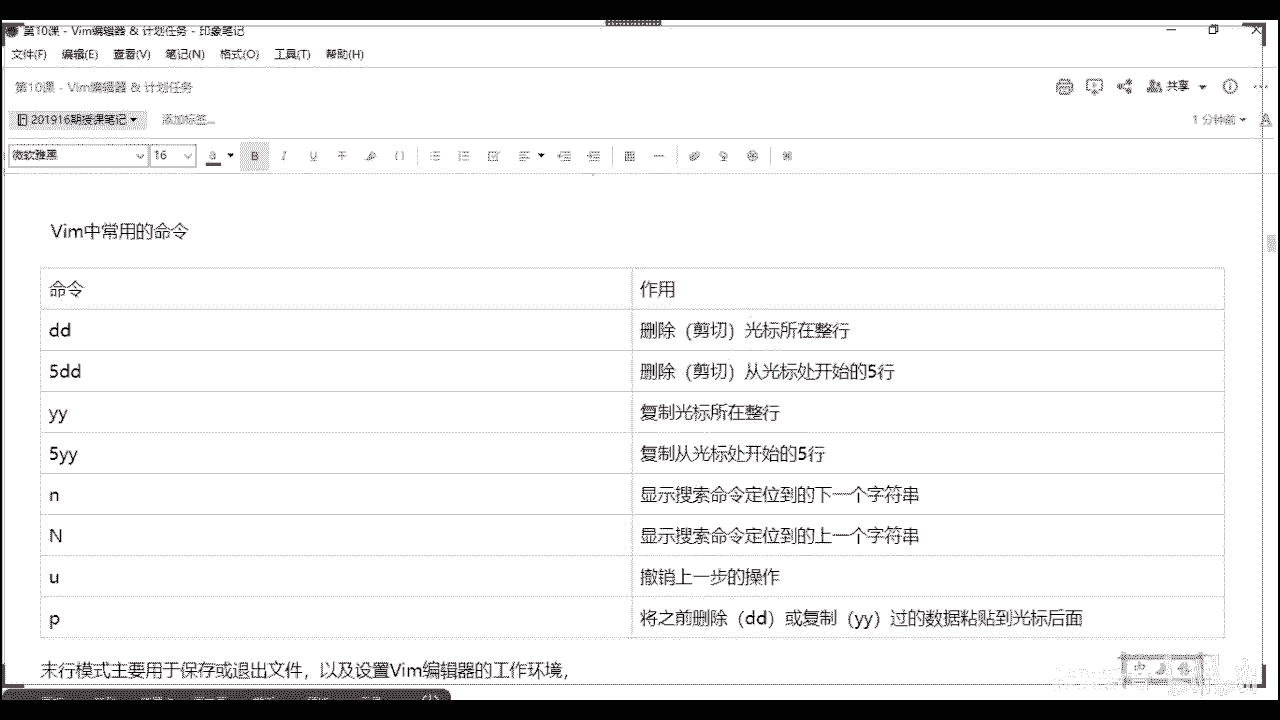 第10课 - Vim编辑器 & 计划任务 - 印象笔记
文件(F) 编辑(E) 查看(V) 笔记(N) 格式(O) 工具(T) 帮助(H)
第10课 - Vim编辑器 & 计划任务
共享
201916期授课笔记 添加标签...
1 分钟前
微软雅黑 16 a B I U T
Vim中常用的命令
命令 作用
dd 删除（剪切）光标所在整行
5dd 删除（剪切）从光标处开始的5行
yy 复制光标所在整行
5yy 复制从光标处开始的5行
n 显示搜索命令定位到的下一个字符串
N 显示搜索命令定位到的上一个字符串
u 撤销上一步的操作
p 将之前删除（dd）或复制（yy）过的数据粘贴到光标后面
末行模式主要用于保存或退出文件，以及设置Vim编辑器的工作环境，